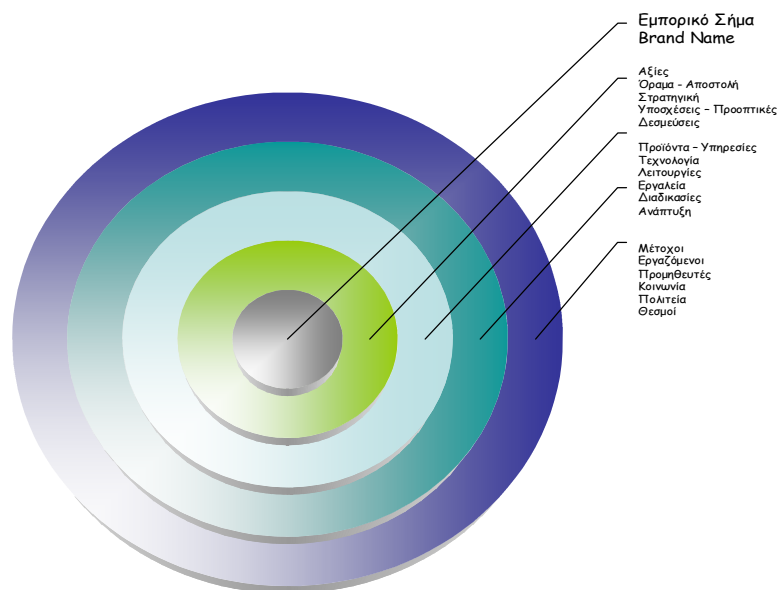 Εμπορικό Σήμα
Brand Name
Αξίες
Όραμα - Αποστολή
Στρατηγική
Υποσχέσεις – Προοπτικές
Δεσμεύσεις
Προϊόντα – Υπηρεσίες
Τεχνολογία
Λειτουργίες
Εργαλεία
Διαδικασίες
Ανάπτυξη
Μέτοχοι
Εργαζόμενοι
Προμηθευτές
Κοινωνία
Πολιτεία
Θεσμοί